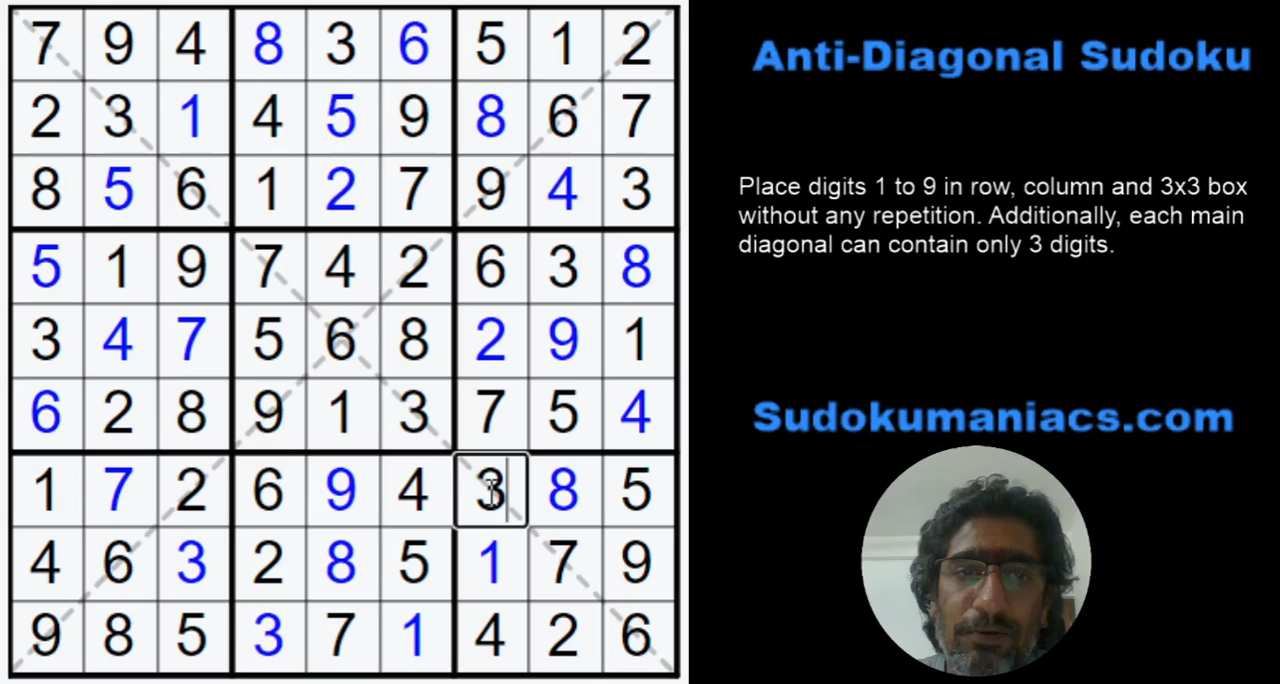 7 9 4 8 3 6 5 1 2
2 3 1 4 5 9 8 6 7
8 5 6 1 2 7 9 4 3
5 1 9 7 4 2 6 3 8
3 4 7 5 6 8 2 9 1
6 2 8 9 1 3 7 5 4
1 7 2 6 9 4 3 8 5
4 6 3 2 8 5 1 7 9
9 8 5 3 7 1 4 2 6
Anti-Diagonal Sudoku
Place digits 1 to 9 in row, column and 3x3 box
without any repetition. Additionally, each main
diagonal can contain only 3 digits.
Sudokumaniacs.com